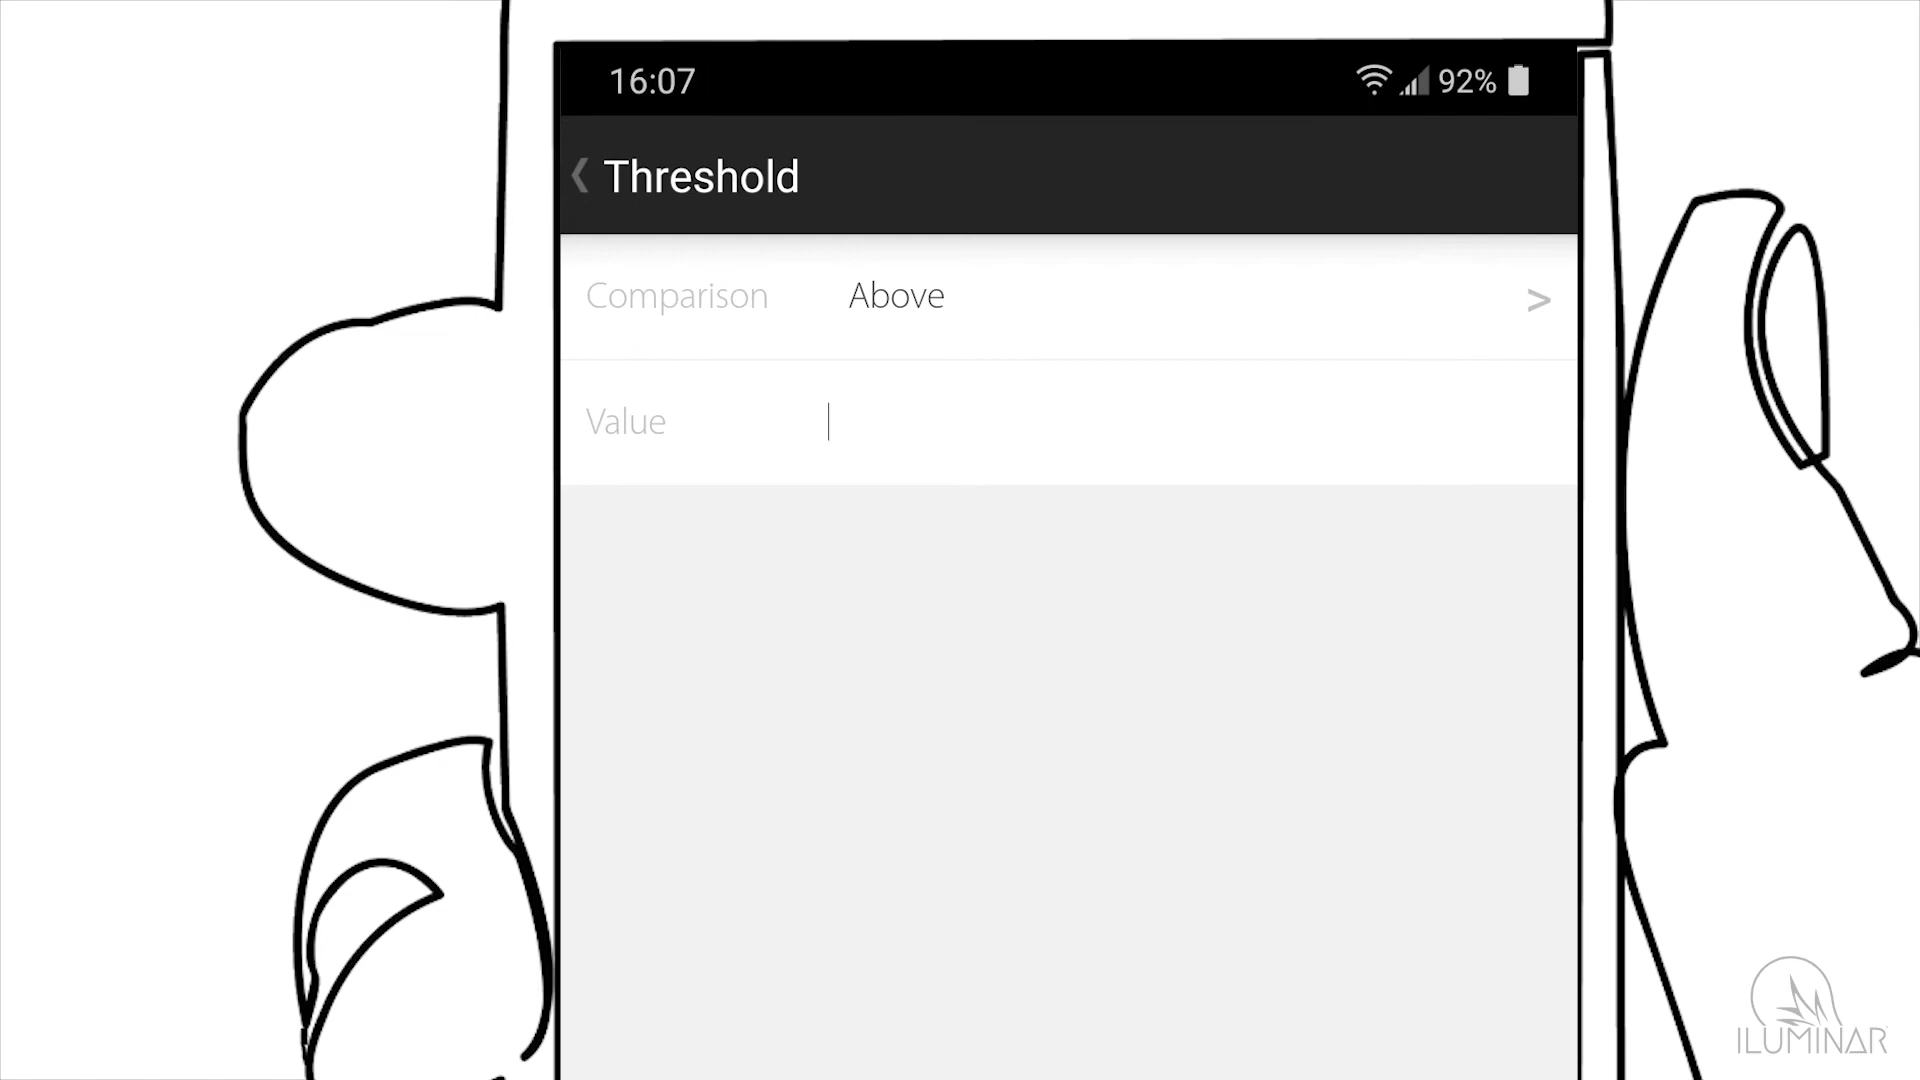 16:07 92%
Threshold
Comparison Above >
Value
ILUMINAR